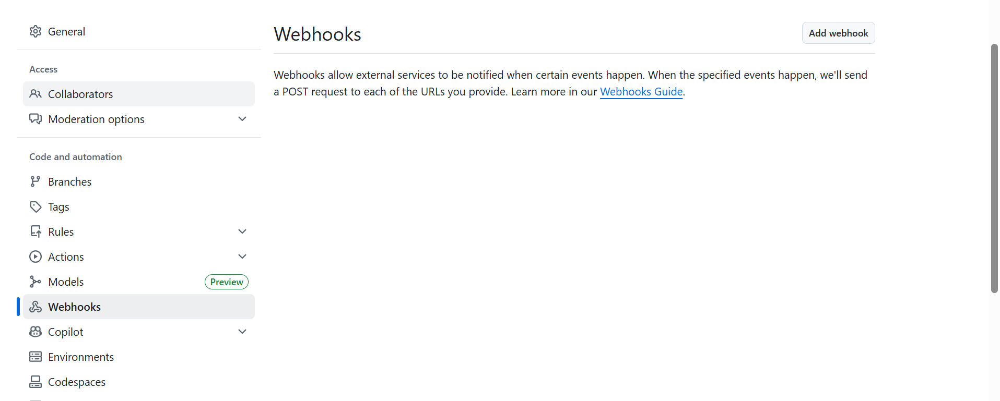 General
Access
Collaborators
Moderation options
Code and automation
Branches
Tags
Rules
Actions
Models
Preview
Webhooks
Copilot
Environments
Codespaces
Webhooks
Add webhook
Webhooks allow external services to be notified when certain events happen. When the specified events happen, we'll send
a POST request to each of the URLs you provide. Learn more in our Webhooks Guide.